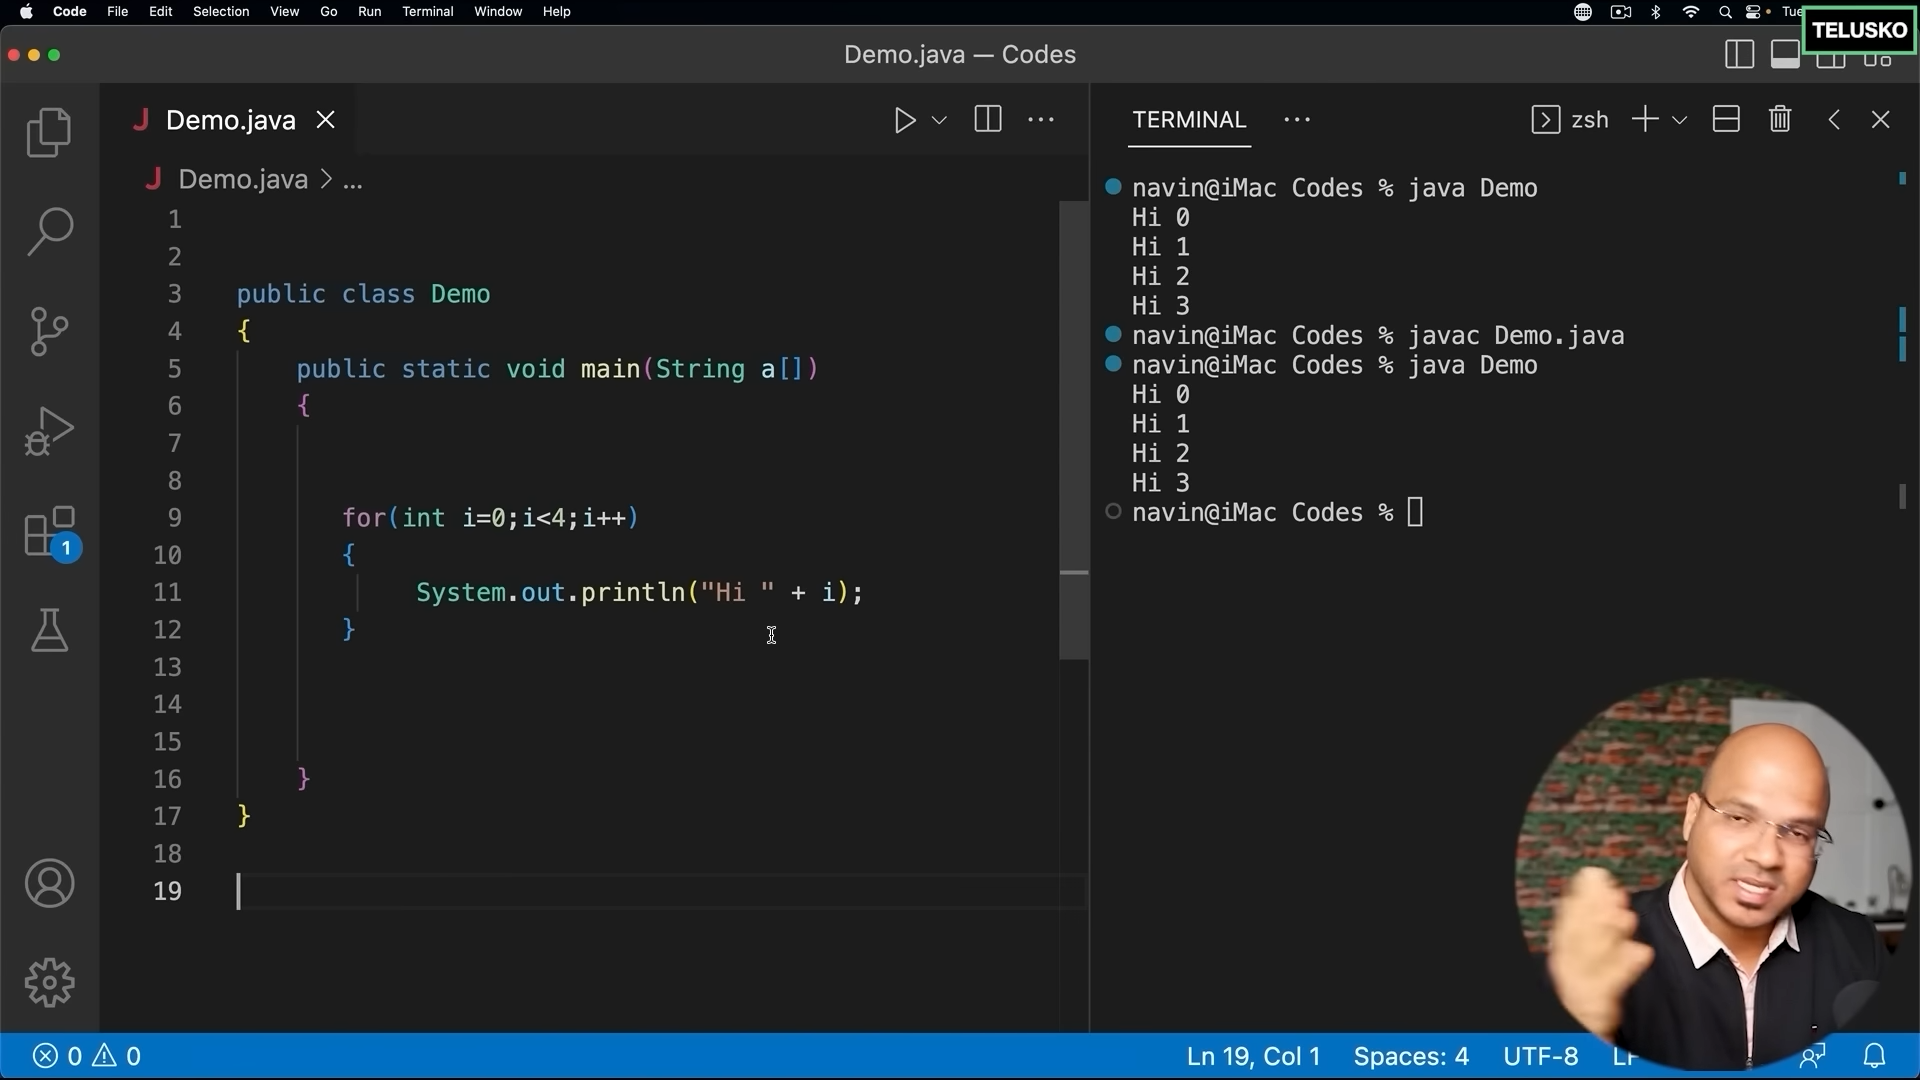 Code File Edit Selection View Go Run Terminal Window Help
Tue
TELUSKO
Demo.java — Codes
Demo.java
Demo.java > ...
1
2
3 public class Demo
4 {
5 public static void main(String a[])
6 {
7
8
9 for(int i=0;i<4;i++)
10 {
11 System.out.println("Hi " + i);
12 }
13
14
15
16 }
17 }
18
19
1
TERMINAL ...
zsh
navin@iMac Codes % java Demo
Hi 0
Hi 1
Hi 2
Hi 3
navin@iMac Codes % javac Demo.java
navin@iMac Codes % java Demo
Hi 0
Hi 1
Hi 2
Hi 3
navin@iMac Codes %
0 0
Ln 19, Col 1 Spaces: 4 UTF-8